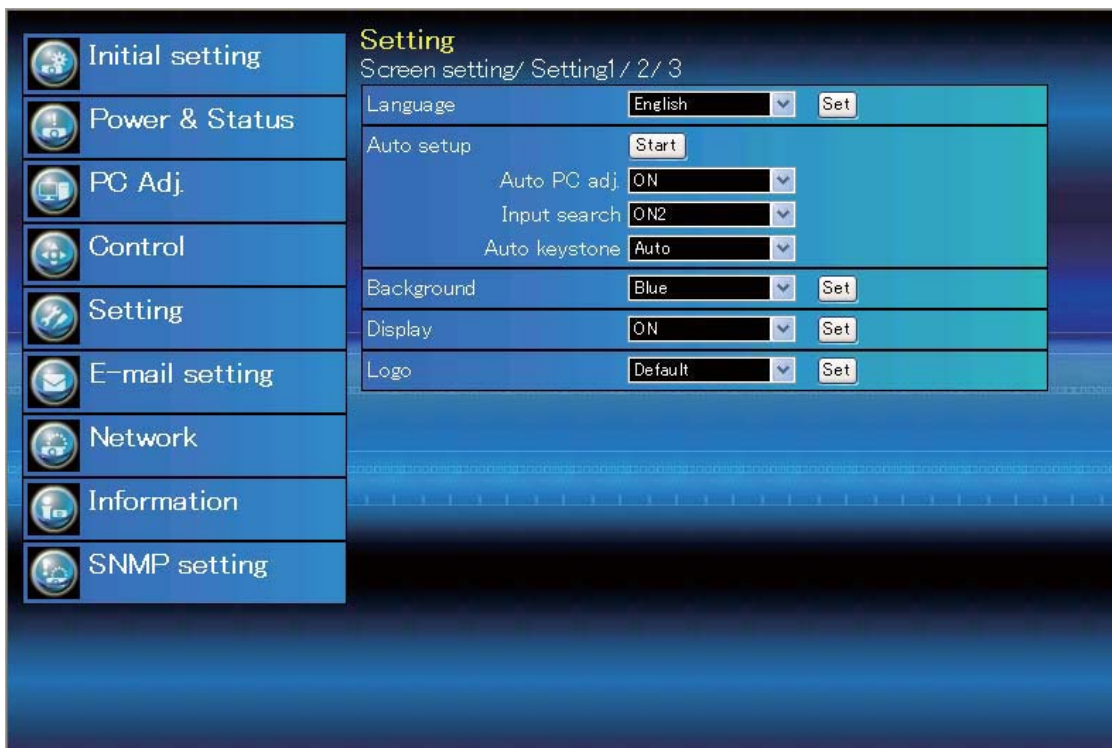 Initial setting
Power & Status
PC Adj.
Control
Setting
E-mail setting
Network
Information
SNMP setting
Setting
Screen setting/ Setting1/ 2/ 3
Language English Set
Auto setup Start
Auto PC adj. ON
Input search ON2
Auto keystone Auto
Background Blue Set
Display ON Set
Logo Default Set